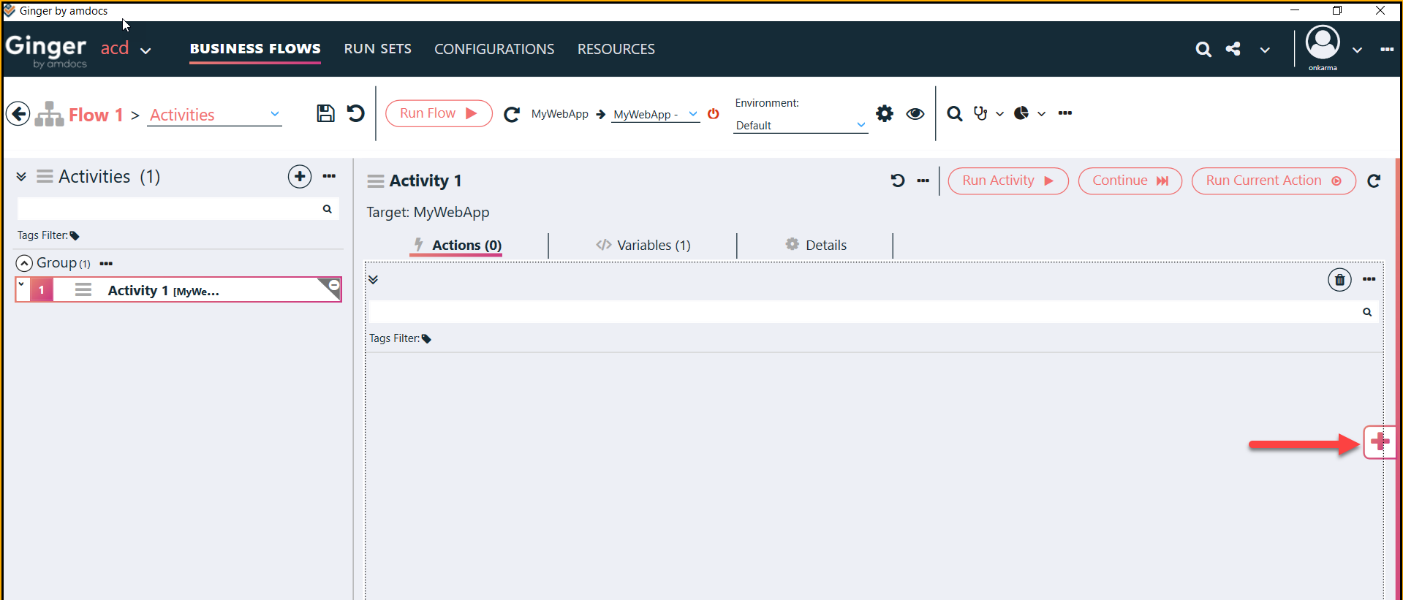 Ginger by amdocs
Ginger by amdocs acd BUSINESS FLOWS RUN SETS CONFIGURATIONS RESOURCES
onkarma
Flow 1 > Activities Run Flow MyWebApp MyWebApp - Environment:
Default
Activities (1)
Tags Filter:
Group (1)
1 Activity 1 [MyWe...
Activity 1 Run Activity Continue Run Current Action
Target: MyWebApp
Actions (0) Variables (1) Details
Tags Filter: